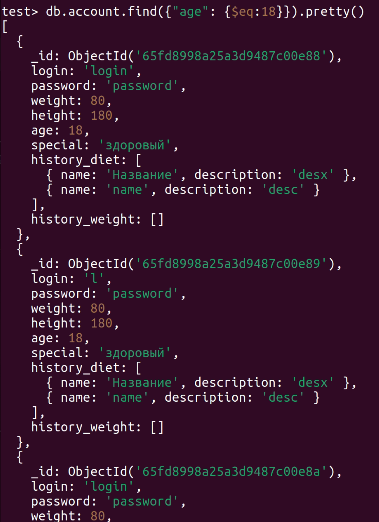 test> db.account.find({"age": {$eq:18}}).pretty()
[
  {
    _id: ObjectId('65fd8998a25a3d9487c00e88'),
    login: 'login',
    password: 'password',
    weight: 80,
    height: 180,
    age: 18,
    special: 'здоровый',
    history_diet: [
      { name: 'Название', description: 'desx' },
      { name: 'name', description: 'desc' }
    ],
    history_weight: []
  },
  {
    _id: ObjectId('65fd8998a25a3d9487c00e89'),
    login: 'l',
    password: 'password',
    weight: 80,
    height: 180,
    age: 18,
    special: 'здоровый',
    history_diet: [
      { name: 'Название', description: 'desx' },
      { name: 'name', description: 'desc' }
    ],
    history_weight: []
  },
  {
    _id: ObjectId('65fd8998a25a3d9487c00e8a'),
    login: 'login',
    password: 'password',
    weight: 80,